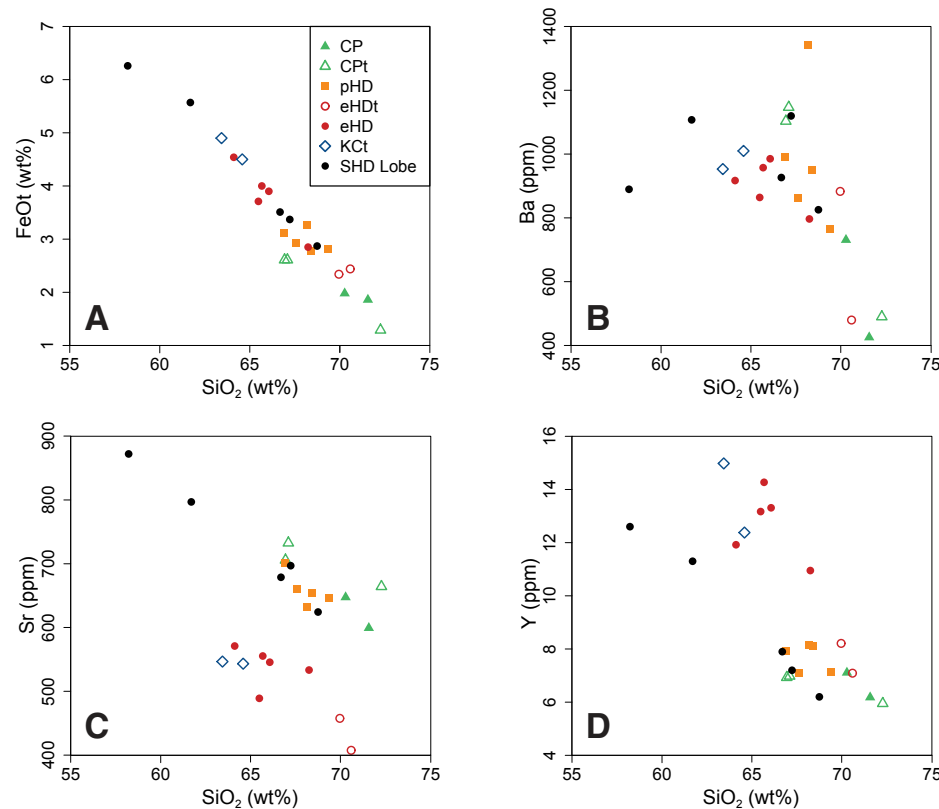 A
FeOt (wt%)
7
6
5
4
3
2
1
55 60 65 70 75
SiO₂ (wt%)
CP
CPt
pHD
eHDt
eHD
KCt
SHD Lobe
B
Ba (ppm)
1400
1200
1000
800
600
400
55 60 65 70 75
SiO₂ (wt%)
C
Sr (ppm)
900
800
700
600
500
400
55 60 65 70 75
SiO₂ (wt%)
D
Y (ppm)
16
14
12
10
8
6
4
55 60 65 70 75
SiO₂ (wt%)